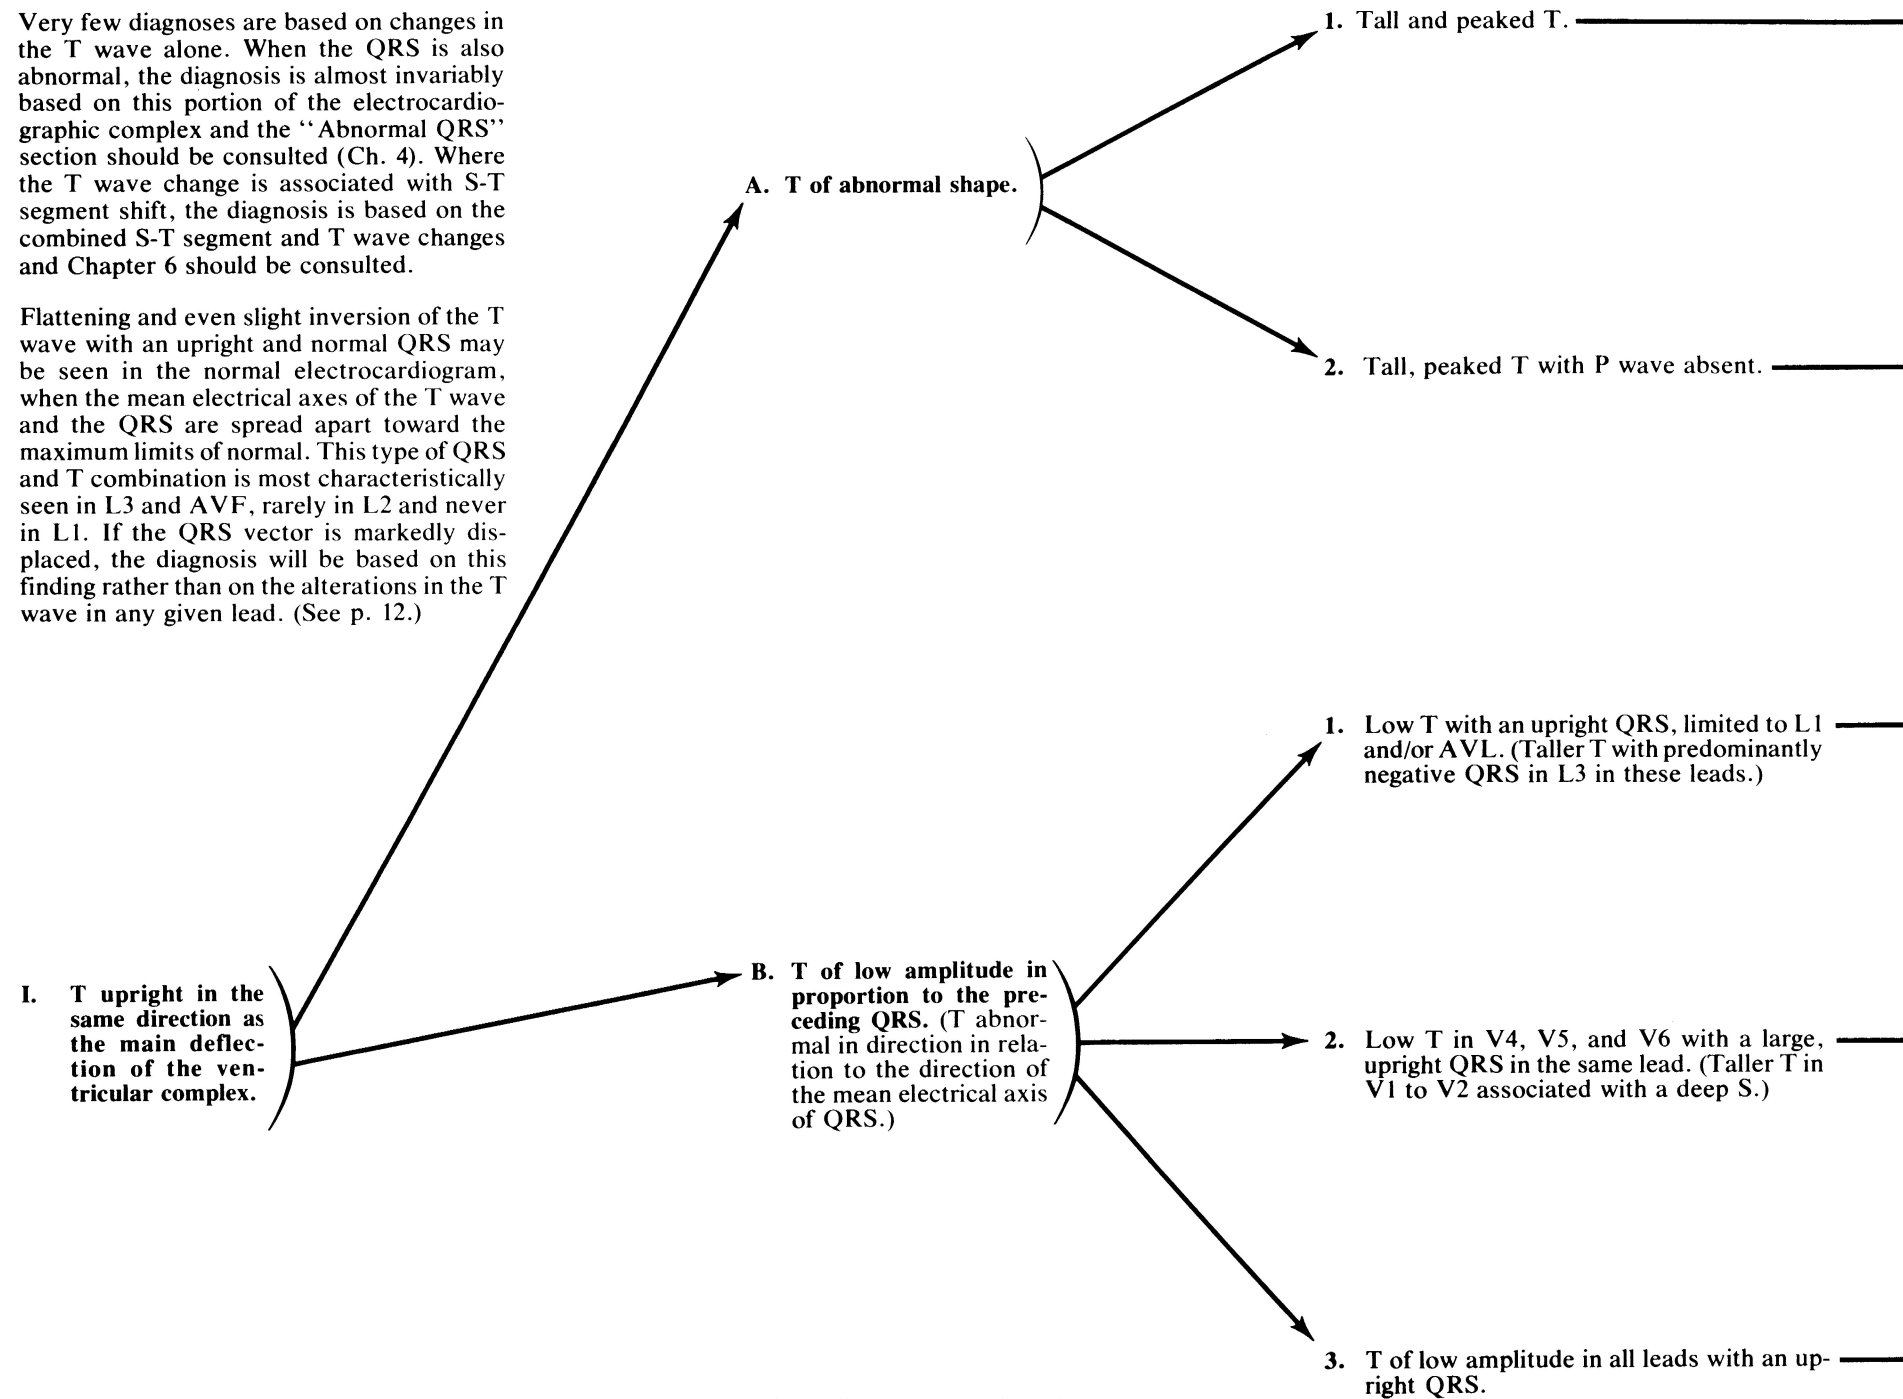 Very few diagnoses are based on changes in
the T wave alone. When the QRS is also
abnormal, the diagnosis is almost invariably
based on this portion of the electrocardio-
graphic complex and the “Abnormal QRS”
section should be consulted (Ch. 4). Where
the T wave change is associated with S-T
segment shift, the diagnosis is based on the
combined S-T segment and T wave changes
and Chapter 6 should be consulted.
Flattening and even slight inversion of the T
wave with an upright and normal QRS may
be seen in the normal electrocardiogram,
when the mean electrical axes of the T wave
and the QRS are spread apart toward the
maximum limits of normal. This type of QRS
and T combination is most characteristically
seen in L3 and AVF, rarely in L2 and never
in L1. If the QRS vector is markedly dis-
placed, the diagnosis will be based on this
finding rather than on the alterations in the T
wave in any given lead. (See p. 12.)
I. T upright in the
same direction as
the main deflec-
tion of the ven-
tricular complex.
A. T of abnormal shape.
1. Tall and peaked T.
2. Tall, peaked T with P wave absent.
B. T of low amplitude in
proportion to the pre-
ceding QRS. (T abnor-
mal in direction in rela-
tion to the direction of
the mean electrical axis
of QRS.)
1. Low T with an upright QRS, limited to L1
and/or AVL. (Taller T with predominantly
negative QRS in L3 in these leads.)
2. Low T in V4, V5, and V6 with a large,
upright QRS in the same lead. (Taller T in
V1 to V2 associated with a deep S.)
3. T of low amplitude in all leads with an up-
right QRS.